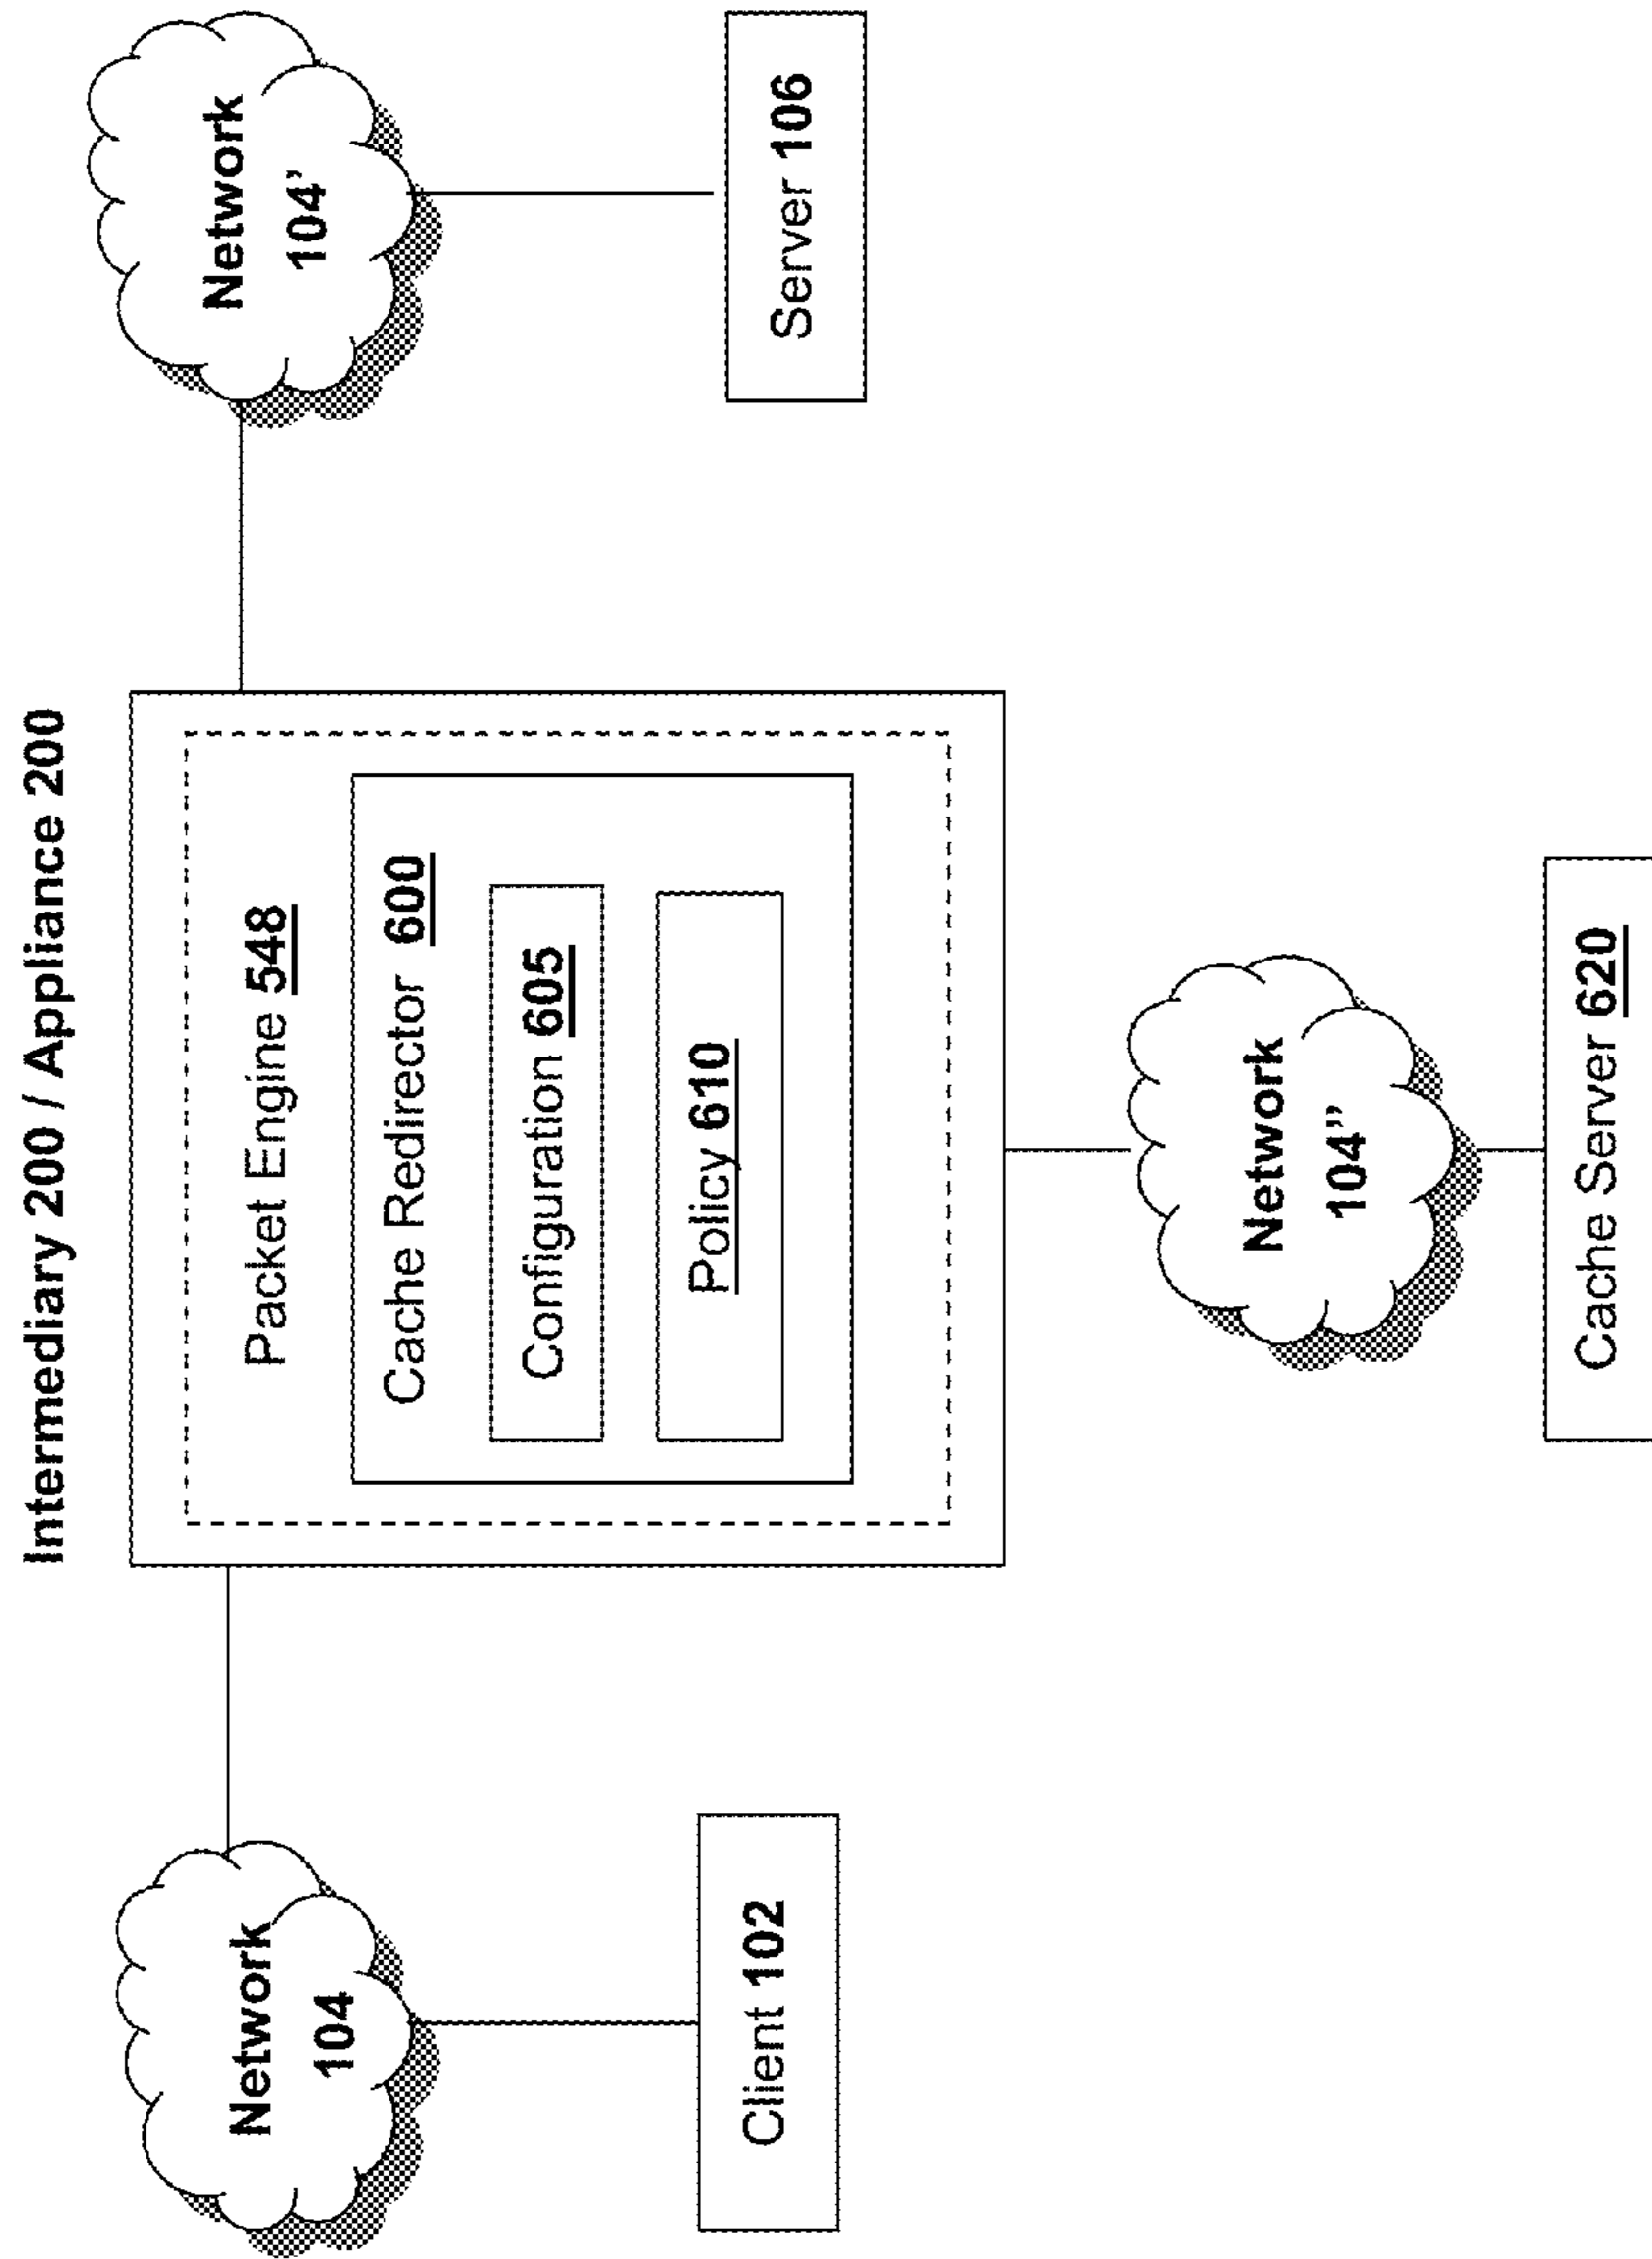 Intermediary 200 / Appliance 200
Network
104
Client 102
Packet Engine 548
Cache Redirector 600
Configuration 605
Policy 610
Network
104'
Server 106
Network
104''
Cache Server 620